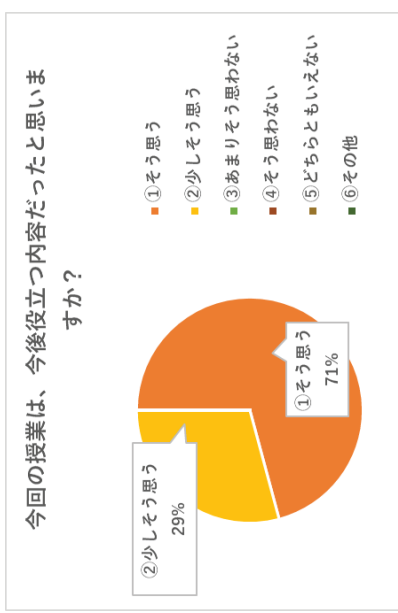 今回の授業は、今後役立つ内容だったと思いま
すか？
②少しそう思う
29%
①そう思う
71%
①そう思う
②少しそう思う
③あまりそう思わない
④そう思わない
⑤どちらともいえない
⑥その他